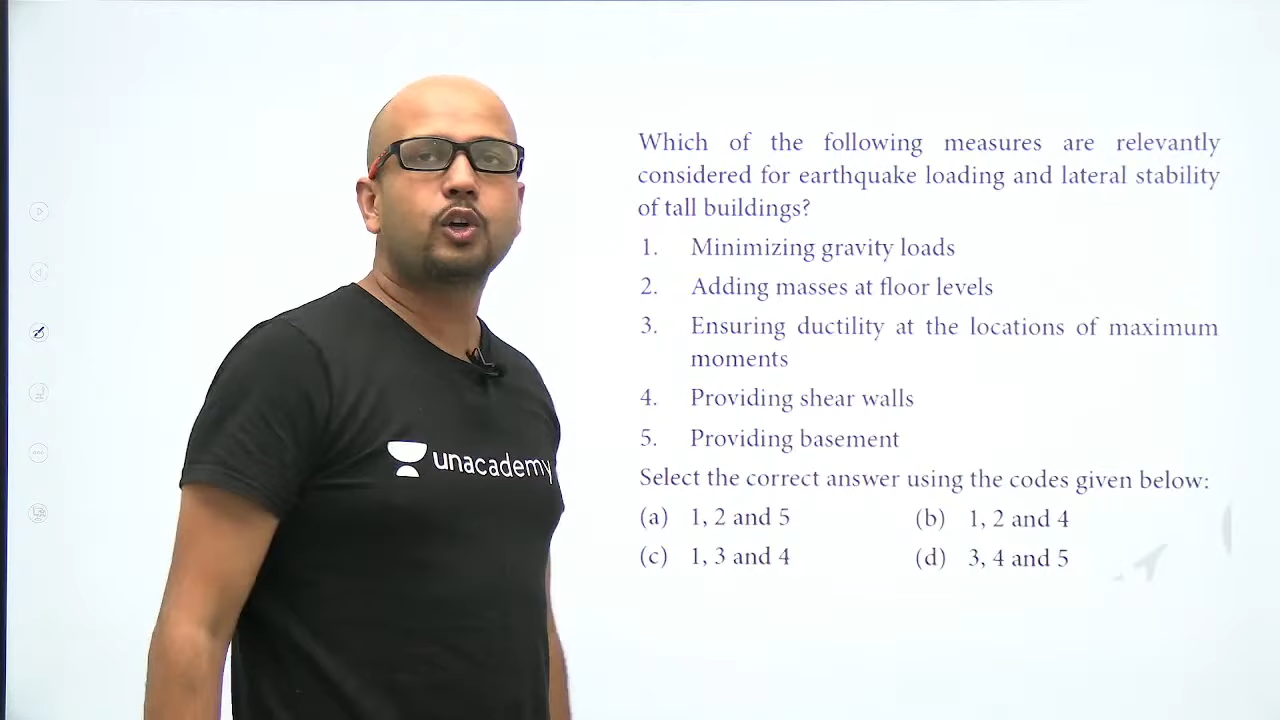 Which of the following measures are relevantly
considered for earthquake loading and lateral stability
of tall buildings?
1. Minimizing gravity loads
2. Adding masses at floor levels
3. Ensuring ductility at the locations of maximum
moments
4. Providing shear walls
5. Providing basement
Select the correct answer using the codes given below:
(a) 1, 2 and 5 (b) 1, 2 and 4
(c) 1, 3 and 4 (d) 3, 4 and 5
unacademy